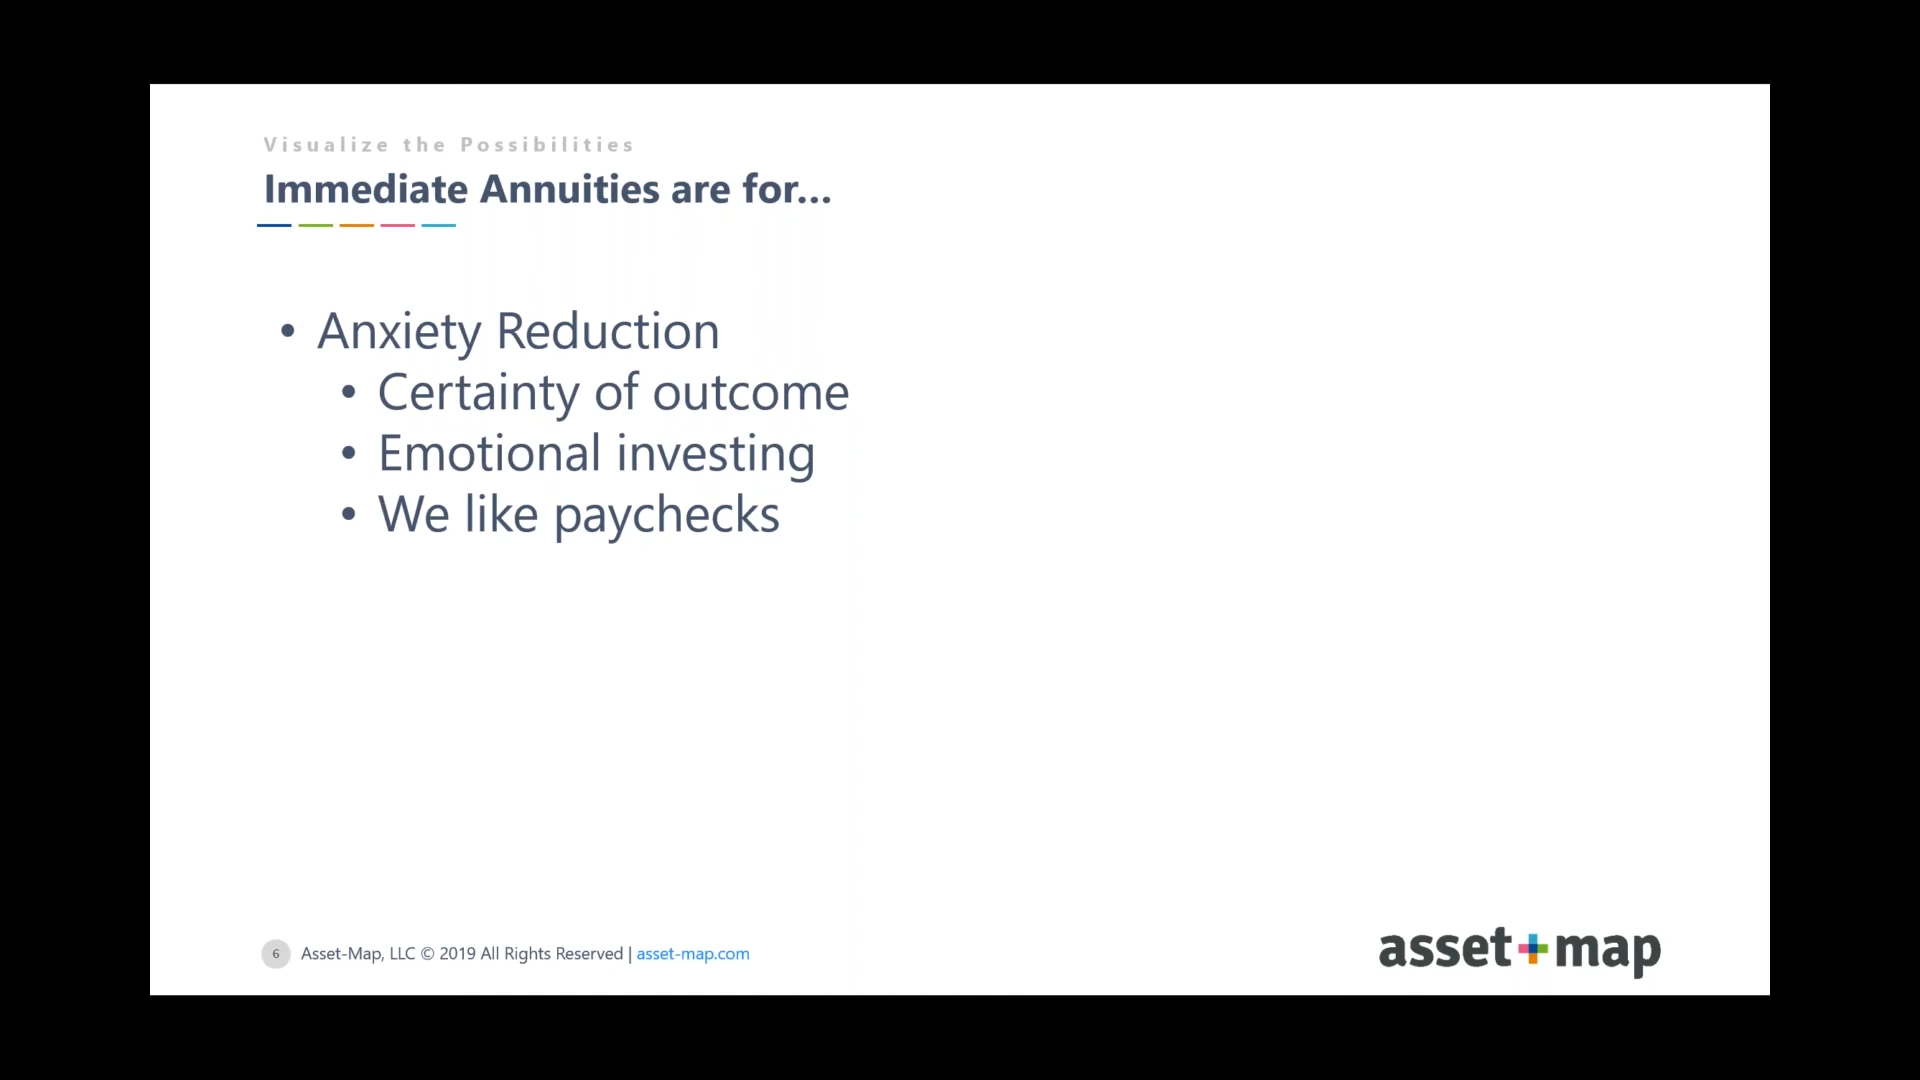 Visualize the Possibilities
Immediate Annuities are for...
• Anxiety Reduction
• Certainty of outcome
• Emotional investing
• We like paychecks
6 Asset-Map, LLC © 2019 All Rights Reserved | asset-map.com
asset+map